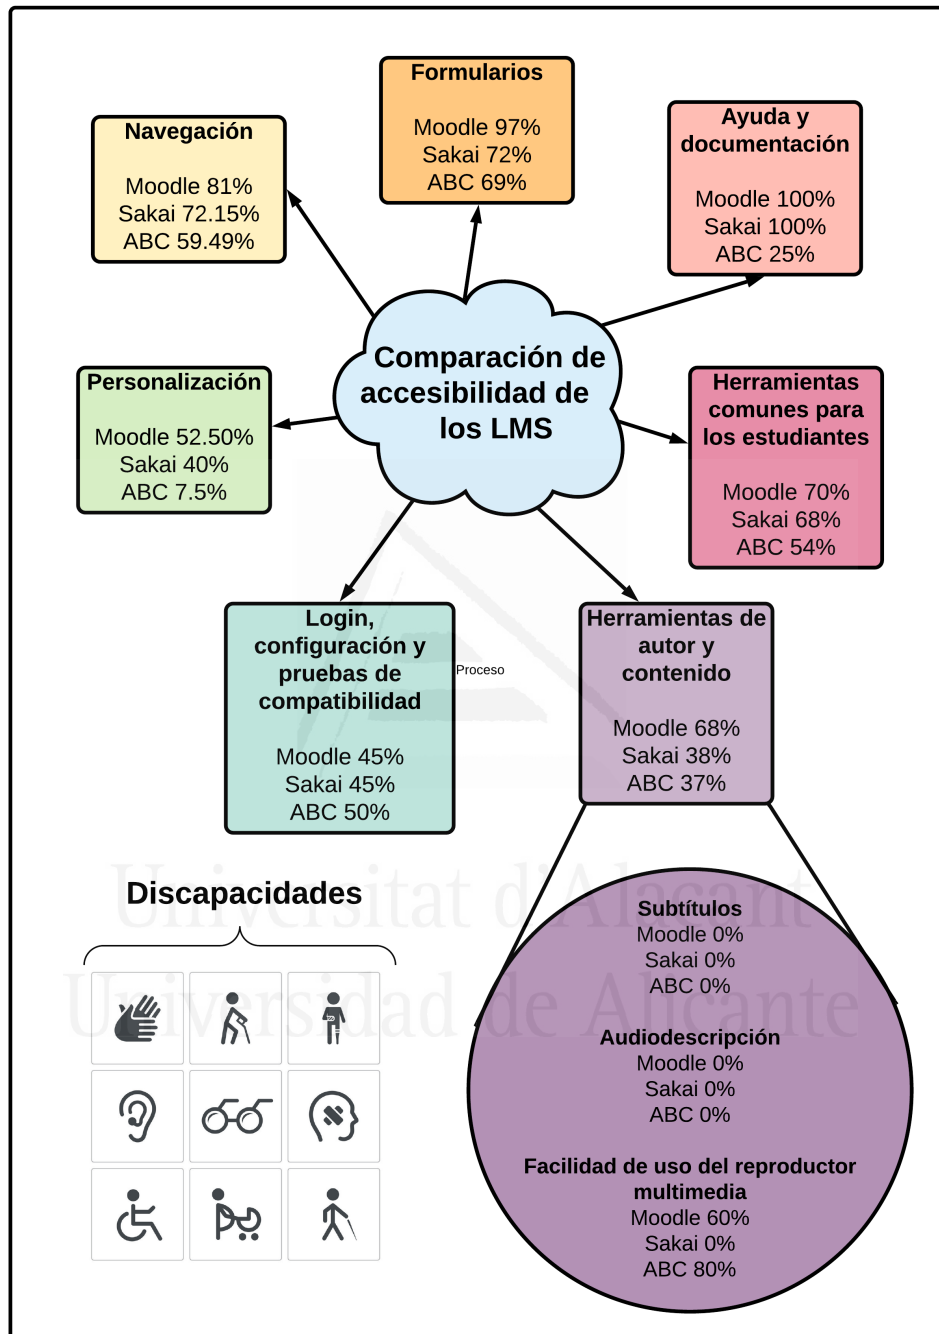 Formularios
Moodle 97%
Sakai 72%
ABC 69%
Navegación
Moodle 81%
Sakai 72.15%
ABC 59.49%
Ayuda y
documentación
Moodle 100%
Sakai 100%
ABC 25%
Comparación de
accesibilidad de
los LMS
Personalización
Moodle 52.50%
Sakai 40%
ABC 7.5%
Herramientas
comunes para
los estudiantes
Moodle 70%
Sakai 68%
ABC 54%
Login,
configuración y
pruebas de
compatibilidad
Moodle 45%
Sakai 45%
ABC 50%
Proceso
Herramientas de
autor y
contenido
Moodle 68%
Sakai 38%
ABC 37%
Universitat d'Alacant
Universidad de Alicante
Discapacidades
Subtítulos
Moodle 0%
Sakai 0%
ABC 0%
Audiodescripción
Moodle 0%
Sakai 0%
ABC 0%
Facilidad de uso del reproductor
multimedia
Moodle 60%
Sakai 0%
ABC 80%